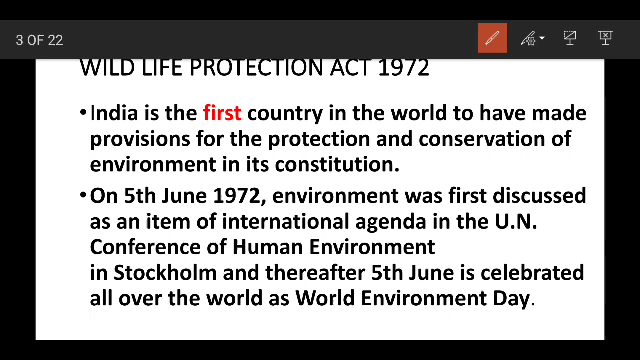 3 OF 22
WILD LIFE PROTECTION ACT 1972
•India is the first country in the world to have made
provisions for the protection and conservation of
environment in its constitution.
•On 5th June 1972, environment was first discussed
as an item of international agenda in the U.N.
Conference of Human Environment
in Stockholm and thereafter 5th June is celebrated
all over the world as World Environment Day.